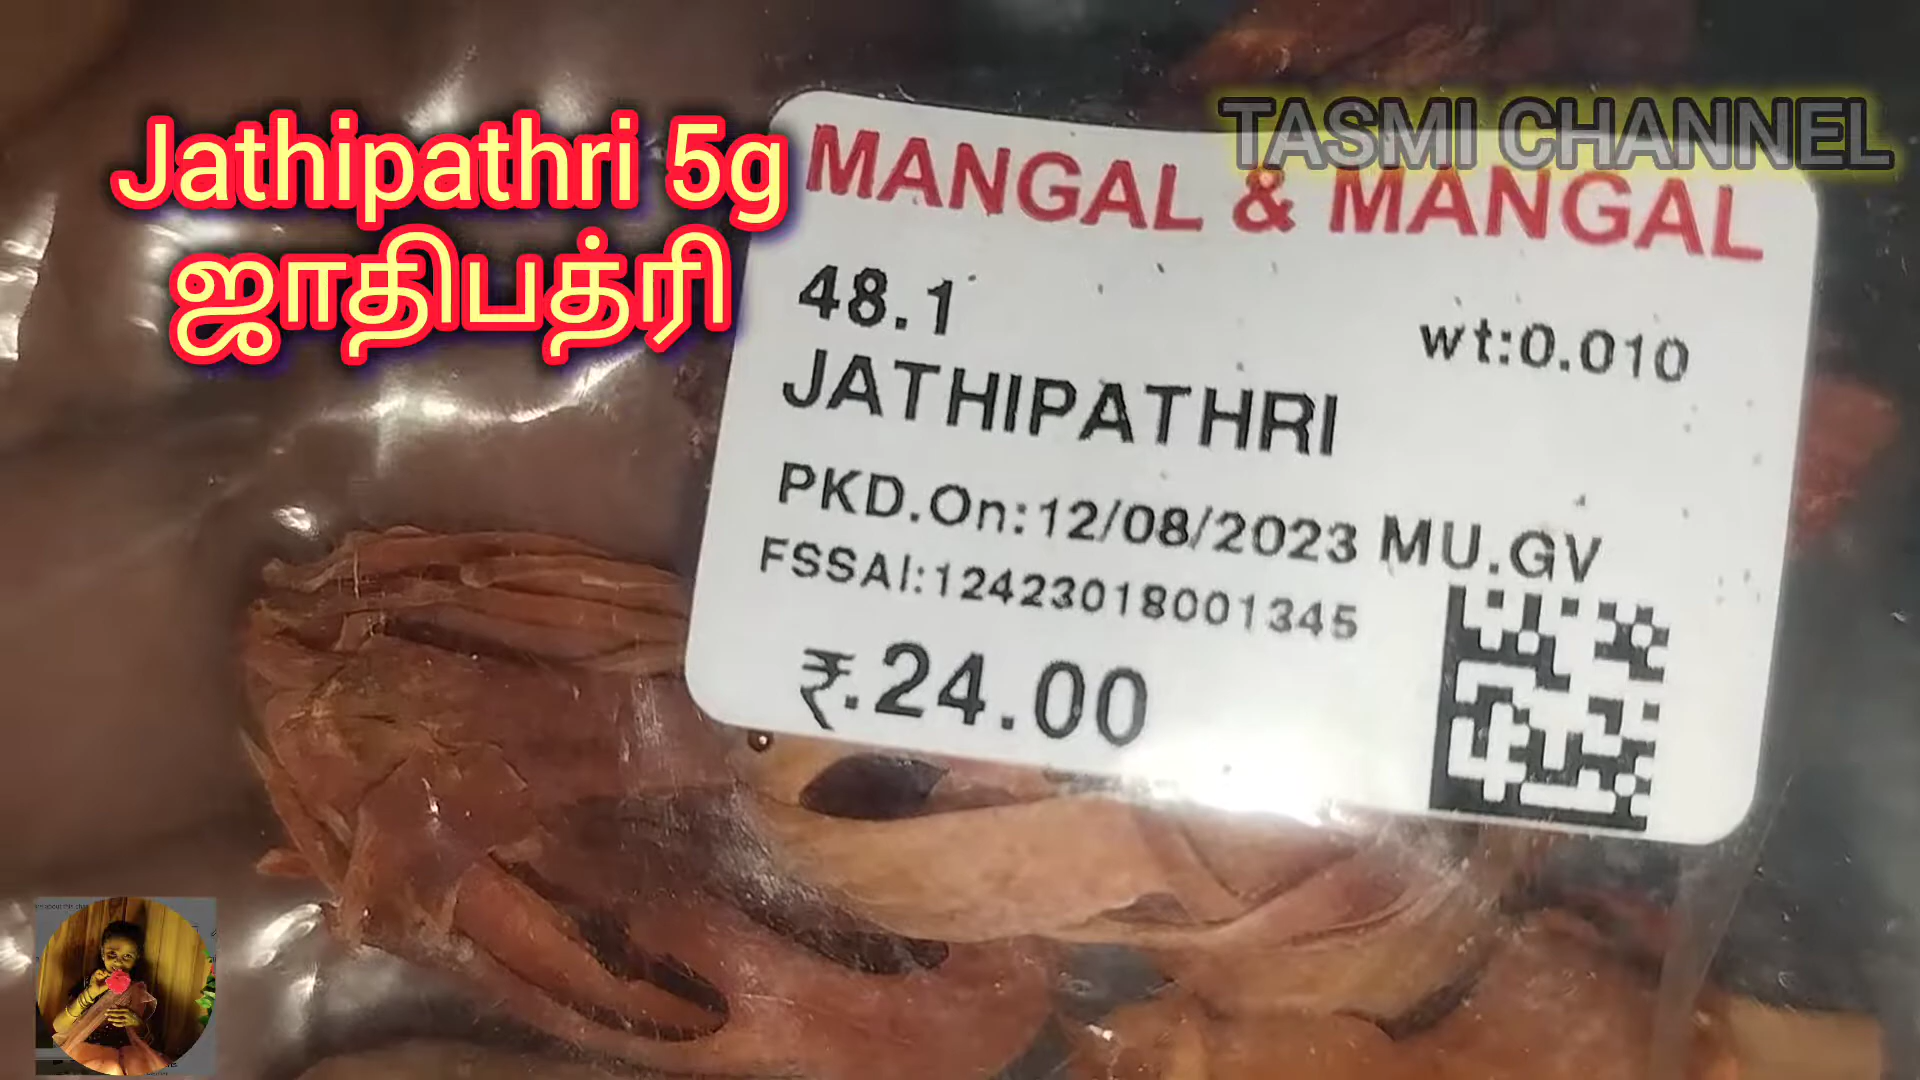 Jathipathri 5g
ஜாதிபத்ரி
TASMI CHANNEL
MANGAL & MANGAL
48.1
wt:0.010
JATHIPATHRI
PKD.On:12/08/2023 MU.GV
FSSAI:12423018001345
₹.24.00